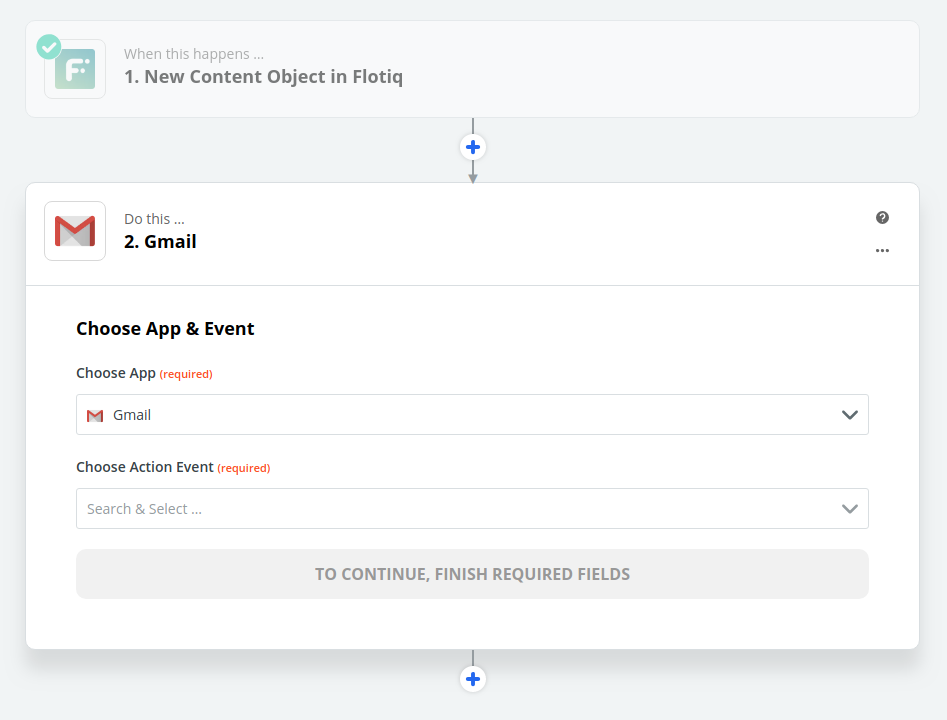 When this happens ...
1. New Content Object in Flotiq
Do this ...
2. Gmail
Choose App & Event
Choose App (required)
Gmail
Choose Action Event (required)
Search & Select ...
TO CONTINUE, FINISH REQUIRED FIELDS